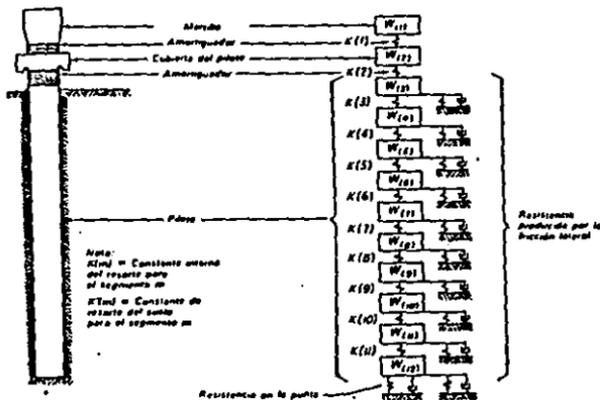 Martillo
Amortiguador
Cubierta del pilote
Amortiguador
Pilote
Nota:
K(m) = Constante interna
del resorte para
el segmento m
K'(m) = Constante de
resorte del suelo
para el segmento m
W(1)
K(1)
W(2)
K(2)
W(3)
K(3)
W(4)
K(4)
W(5)
K(5)
W(6)
K(6)
W(7)
K(7)
W(8)
K(8)
W(9)
K(9)
W(10)
K(10)
W(11)
K(11)
W(12)
Resistencia en la punta
Resistencia
producida por la
fricción lateral